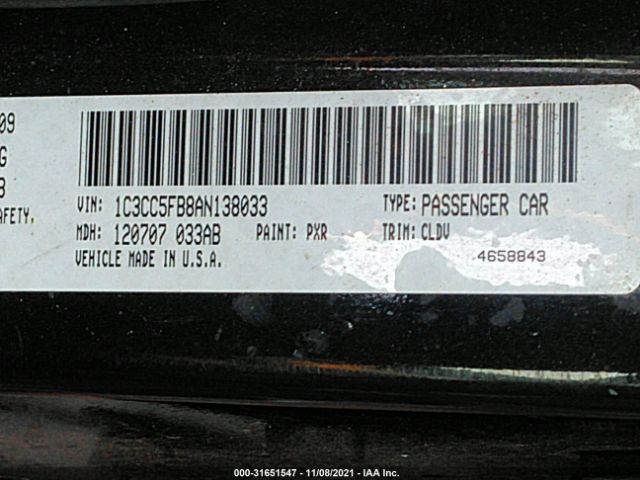 09
G
3
AFETY,
VIN: 1C3CC5FB8AN138033 TYPE: PASSENGER CAR
MDH: 120707 033AB PAINT: PXR TRIM: CLDV
VEHICLE MADE IN U.S.A. 4658843
000-31651547 - 11/08/2021 - IAA Inc.